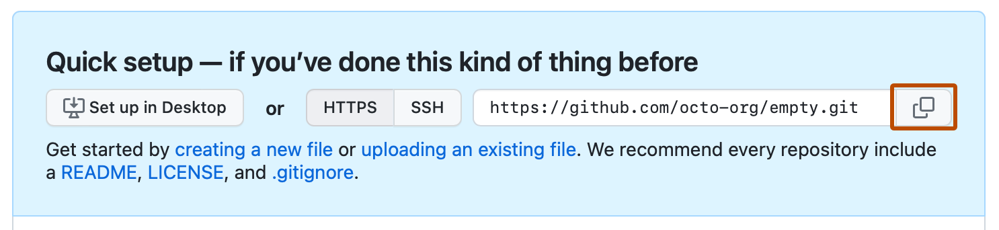 Quick setup — if you’ve done this kind of thing before
Set up in Desktop or HTTPS SSH https://github.com/octo-org/empty.git
Get started by creating a new file or uploading an existing file. We recommend every repository include
a README, LICENSE, and .gitignore.